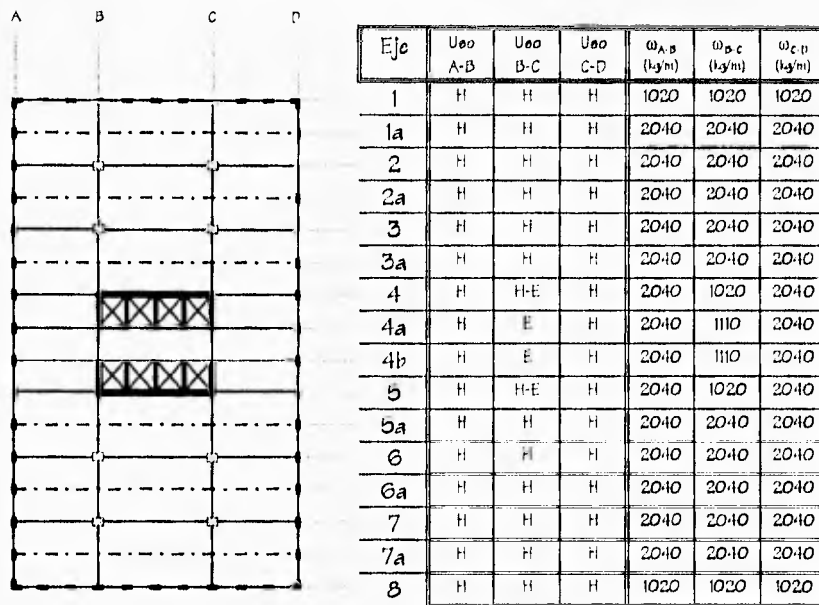 A B C D
Eje Uso A-B Uso B-C Uso C-D ωA-B (kg/m) ωB-C (kg/m) ωC-D (kg/m)
1 H H H 1020 1020 1020
1a H H H 2040 2040 2040
2 H H H 2040 2040 2040
2a H H H 2040 2040 2040
3 H H H 2040 2040 2040
3a H H H 2040 2040 2040
4 H H-E H 2040 1020 2040
4a H E H 2040 1110 2040
4b H E H 2040 1110 2040
5 H H-E H 2040 1020 2040
5a H H H 2040 2040 2040
6 H H H 2040 2040 2040
6a H H H 2040 2040 2040
7 H H H 2040 2040 2040
7a H H H 2040 2040 2040
8 H H H 1020 1020 1020